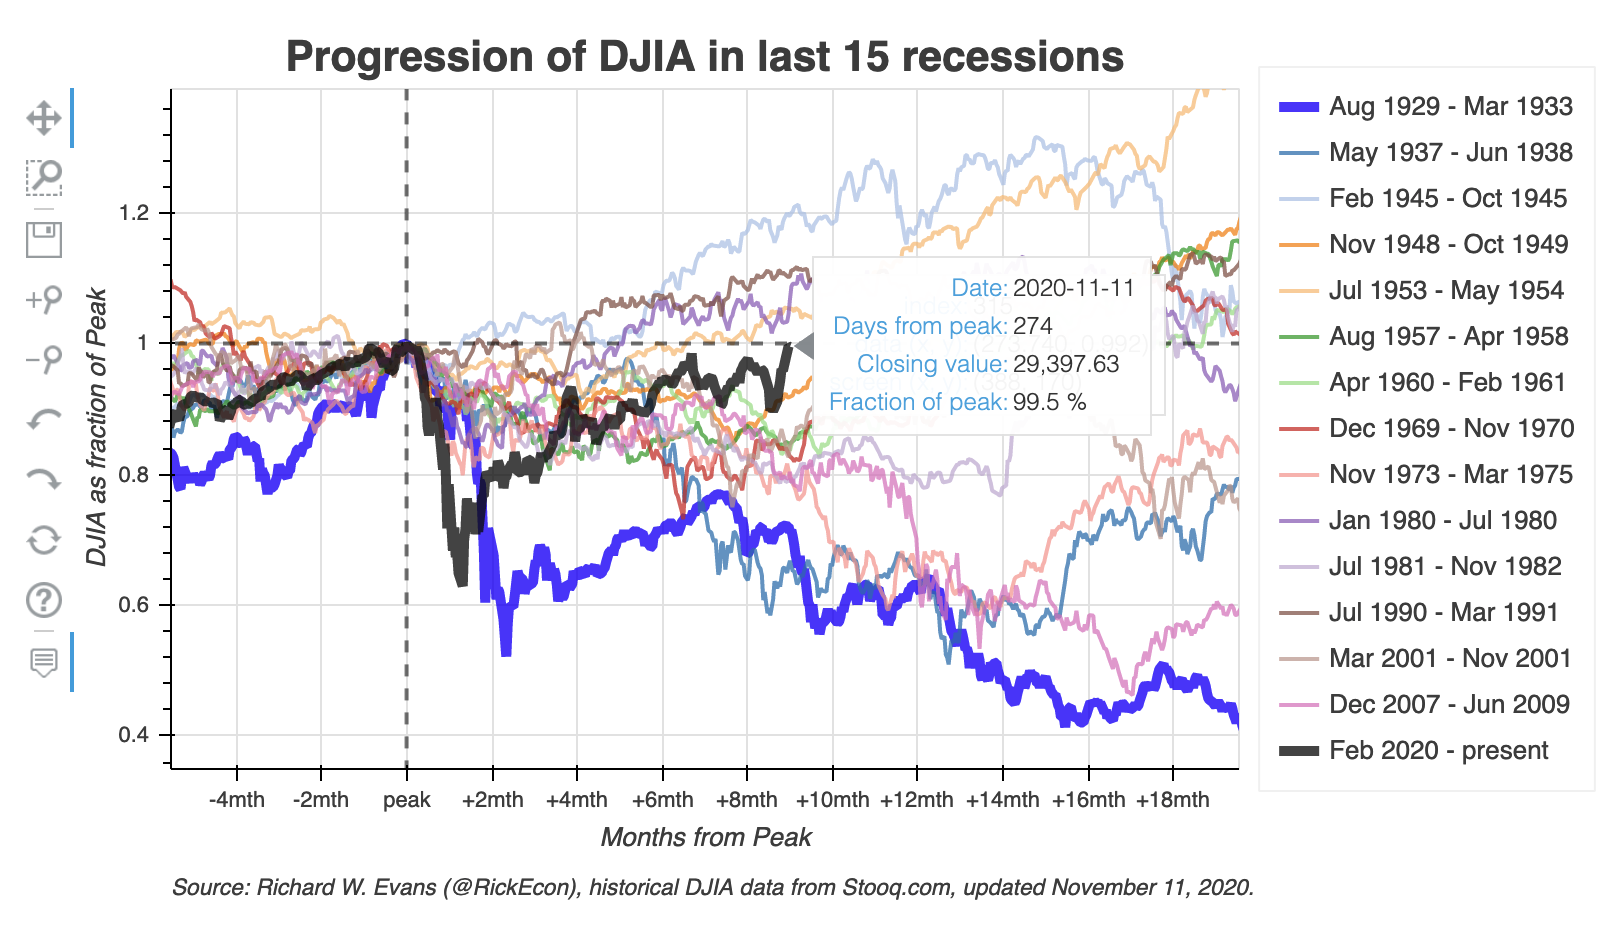 Progression of DJIA in last 15 recessions
DJIA as fraction of Peak
1.2
1
0.8
0.6
0.4
-4mth -2mth peak +2mth +4mth +6mth +8mth +10mth +12mth +14mth +16mth +18mth
Months from Peak
Date: 2020-11-11
Days from peak: 274
Closing value: 29,397.63
Fraction of peak: 99.5 %
index: 315
(273.740, 0.992)
Aug 1929 - Mar 1933
May 1937 - Jun 1938
Feb 1945 - Oct 1945
Nov 1948 - Oct 1949
Jul 1953 - May 1954
Aug 1957 - Apr 1958
Apr 1960 - Feb 1961
Dec 1969 - Nov 1970
Nov 1973 - Mar 1975
Jan 1980 - Jul 1980
Jul 1981 - Nov 1982
Jul 1990 - Mar 1991
Mar 2001 - Nov 2001
Dec 2007 - Jun 2009
Feb 2020 - present
Source: Richard W. Evans (@RickEcon), historical DJIA data from Stooq.com, updated November 11, 2020.